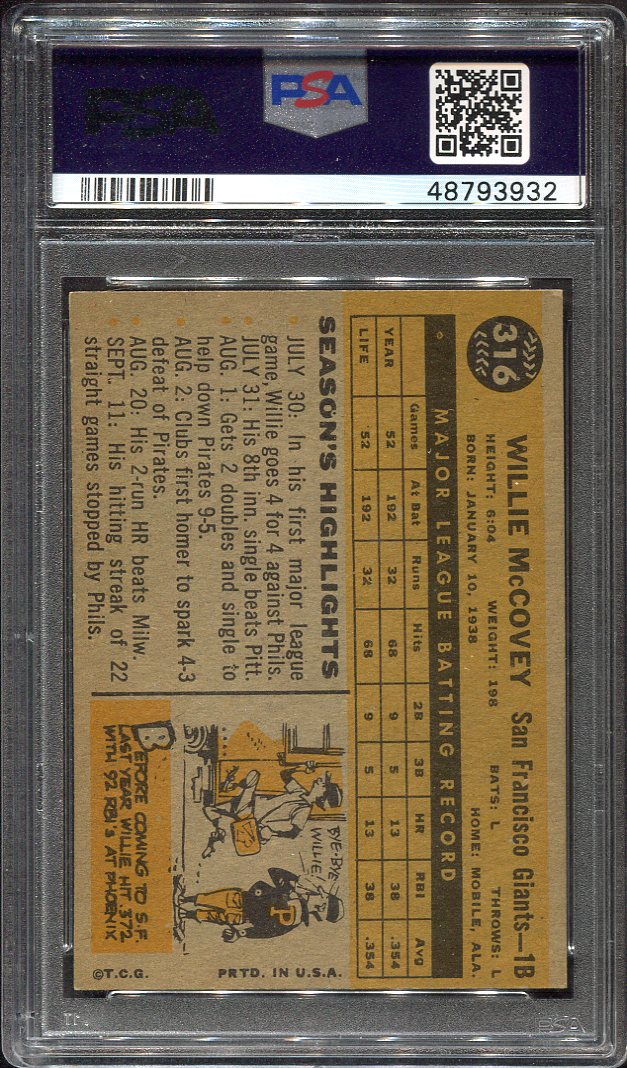 PSA
PSA
48793932
316
WILLIE McCOVEY San Francisco Giants—1B
HEIGHT: 6:04 WEIGHT: 198 BATS: L THROWS: L
BORN: JANUARY 10, 1938 HOME: MOBILE, ALA.
MAJOR LEAGUE BATTING RECORD
Games At Bat Runs Hits 2B 3B HR RBI Avg
YEAR 52 192 32 68 9 5 13 38 .354
LIFE 52 192 32 68 9 5 13 38 .354
SEASON'S HIGHLIGHTS
• JULY 30: In his first major league
game, Willie goes 4 for 4 against Phils.
• JULY 31: His 8th inn. single beats Pitt.
• AUG. 1: Gets 2 doubles and single to
help down Pirates 9-5.
• AUG. 2: Clubs first homer to spark 4-3
defeat of Pirates.
• AUG. 20: His 2-run HR beats Milw.
• SEPT. 11: His hitting streak of 22
straight games stopped by Phils.
BYE-BYE
WILLIE!
P
BEFORE COMING TO S.F.
LAST YEAR WILLIE HIT .372
WITH 92 RBI'S AT PHOENIX
©T.C.G. PRTD. IN U.S.A.
PSA